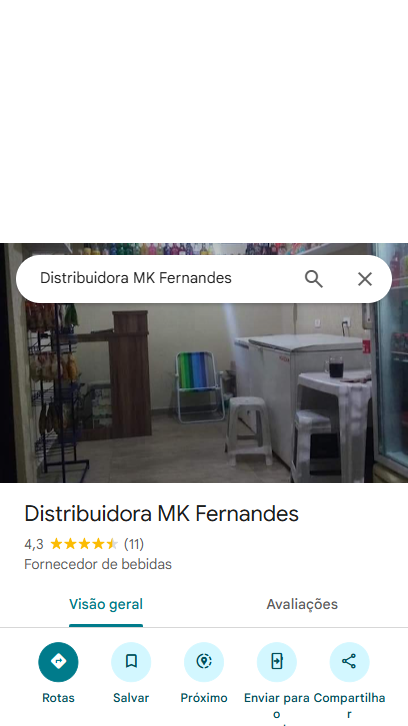 Distribuidora MK Fernandes
Distribuidora MK Fernandes
4,3 (11)
Fornecedor de bebidas
Visão geral Avaliações
Rotas Salvar Próximo Enviar para o Compartilhar